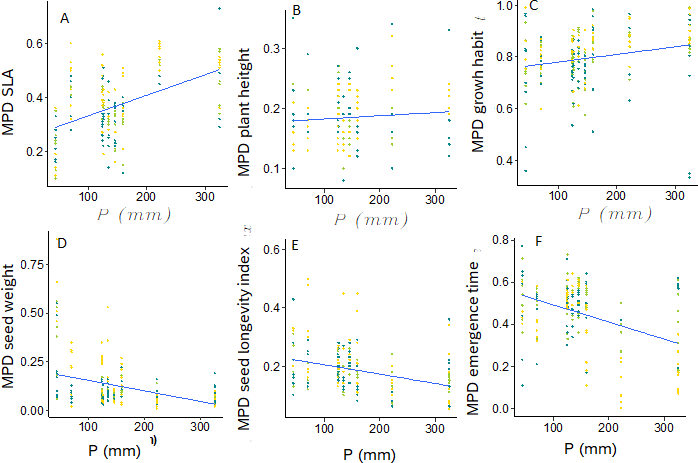 A
MPD SLA
0.6
0.4
0.2
100
200
300
P (mm)
B
MPD plant heitght
0.3
0.2
0.1
100
200
300
P (mm)
C
MPD growh habit
1.0
0.8
0.6
0.4
100
200
300
P (mm)
D
MPD seed weight
0.75
0.50
0.25
0.00
100
200
300
P (mm)
E
MPD seed longevity index
0.6
0.4
0.2
100
200
300
P (mm)
F
MPD emergence time
0.8
0.6
0.4
0.2
0.0
100
200
300
P (mm)